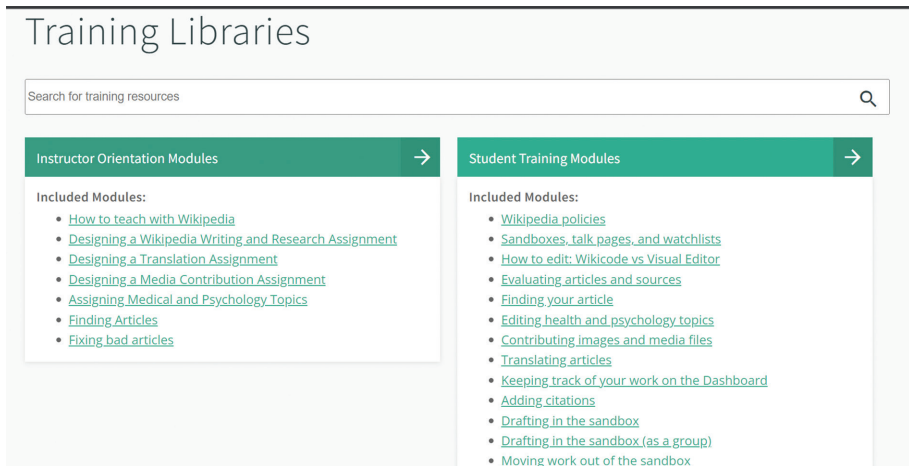 Training Libraries
Search for training resources
Instructor Orientation Modules
Included Modules:
How to teach with Wikipedia
Designing a Wikipedia Writing and Research Assignment
Designing a Translation Assignment
Designing a Media Contribution Assignment
Assigning Medical and Psychology Topics
Finding Articles
Fixing bad articles
Student Training Modules
Included Modules:
Wikipedia policies
Sandboxes, talk pages, and watchlists
How to edit: Wikicode vs Visual Editor
Evaluating articles and sources
Finding your article
Editing health and psychology topics
Contributing images and media files
Translating articles
Keeping track of your work on the Dashboard
Adding citations
Drafting in the sandbox
Drafting in the sandbox (as a group)
Moving work out of the sandbox